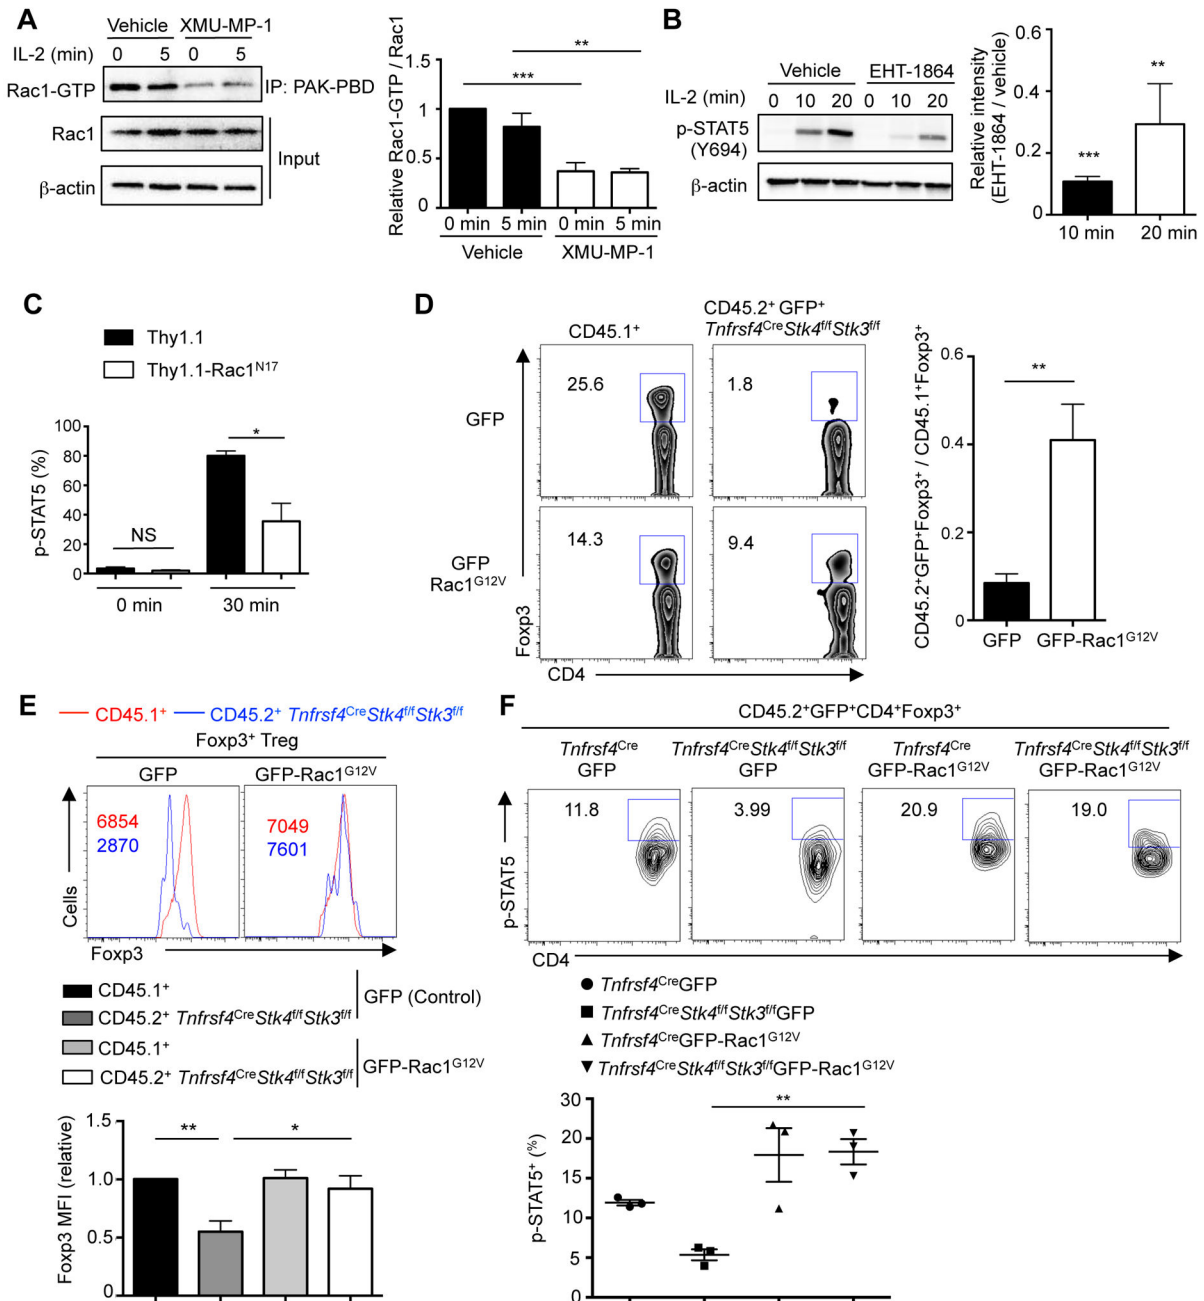 A
Vehicle XMU-MP-1
IL-2 (min) 0 5 0 5
Rac1-GTP IP: PAK-PBD
Rac1
Input
β-actin
Relative Rac1-GTP / Rac1
1.5
1
0.5
0
**
***
0 min 5 min 0 min 5 min
Vehicle XMU-MP-1
B
Vehicle EHT-1864
IL-2 (min) 0 10 20 0 10 20
p-STAT5
(Y694)
β-actin
Relative intensity
(EHT-1864 / vehicle)
0.6
0.4
0.2
0
***
**
10 min 20 min
C
Thy1.1
Thy1.1-Rac1N17
p-STAT5 (%)
100
80
60
40
20
0
NS
*
0 min 30 min
D
CD45.2+ GFP+
CD45.1+ Tnfrsf4CreStk4f/fStk3f/f
GFP
25.6 1.8
GFP
Rac1G12V
14.3 9.4
Foxp3
CD4
CD45.2+GFP+Foxp3+ / CD45.1+Foxp3+
0.6
0.4
0.2
0
**
GFP GFP-Rac1G12V
E
CD45.1+ CD45.2+ Tnfrsf4CreStk4f/fStk3f/f
Foxp3+ Treg
GFP GFP-Rac1G12V
6854 7049
2870 7601
Cells
Foxp3
CD45.1+
CD45.2+ Tnfrsf4CreStk4f/fStk3f/f
GFP (Control)
CD45.1+
CD45.2+ Tnfrsf4CreStk4f/fStk3f/f
GFP-Rac1G12V
Foxp3 MFI (relative)
1.5
1.0
0.5
0
** *
F
CD45.2+GFP+CD4+Foxp3+
Tnfrsf4Cre Tnfrsf4CreStk4f/fStk3f/f Tnfrsf4Cre Tnfrsf4CreStk4f/fStk3f/f
GFP GFP GFP-Rac1G12V GFP-Rac1G12V
11.8 3.99 20.9 19.0
p-STAT5
CD4
Tnfrsf4CreGFP
Tnfrsf4CreStk4f/fStk3f/fGFP
Tnfrsf4CreGFP-Rac1G12V
Tnfrsf4CreStk4f/fStk3f/fGFP-Rac1G12V
p-STAT5+ (%)
30
20
15
10
5
0
**